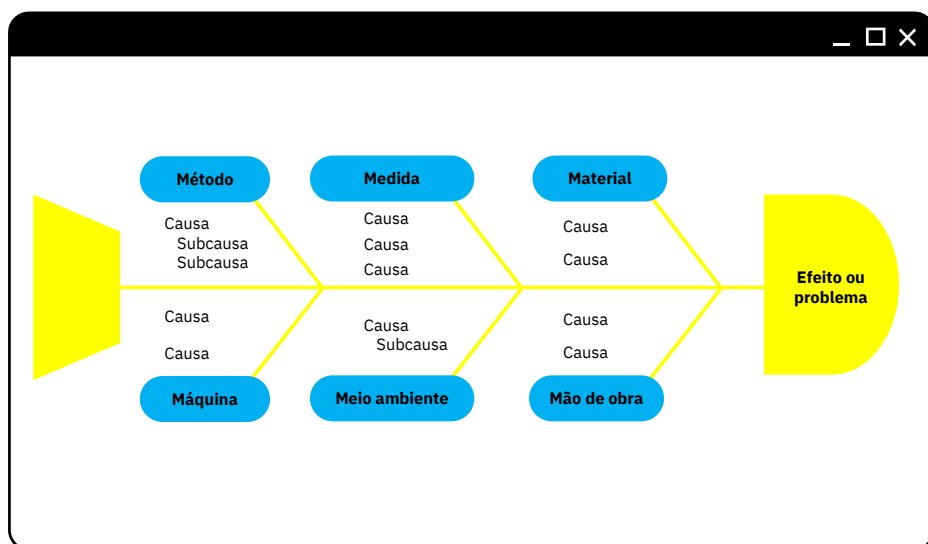 Método
Causa
Subcausa
Subcausa
Medida
Causa
Causa
Causa
Material
Causa
Causa
Efeito ou
problema
Causa
Causa
Máquina
Causa
Subcausa
Meio ambiente
Causa
Causa
Mão de obra